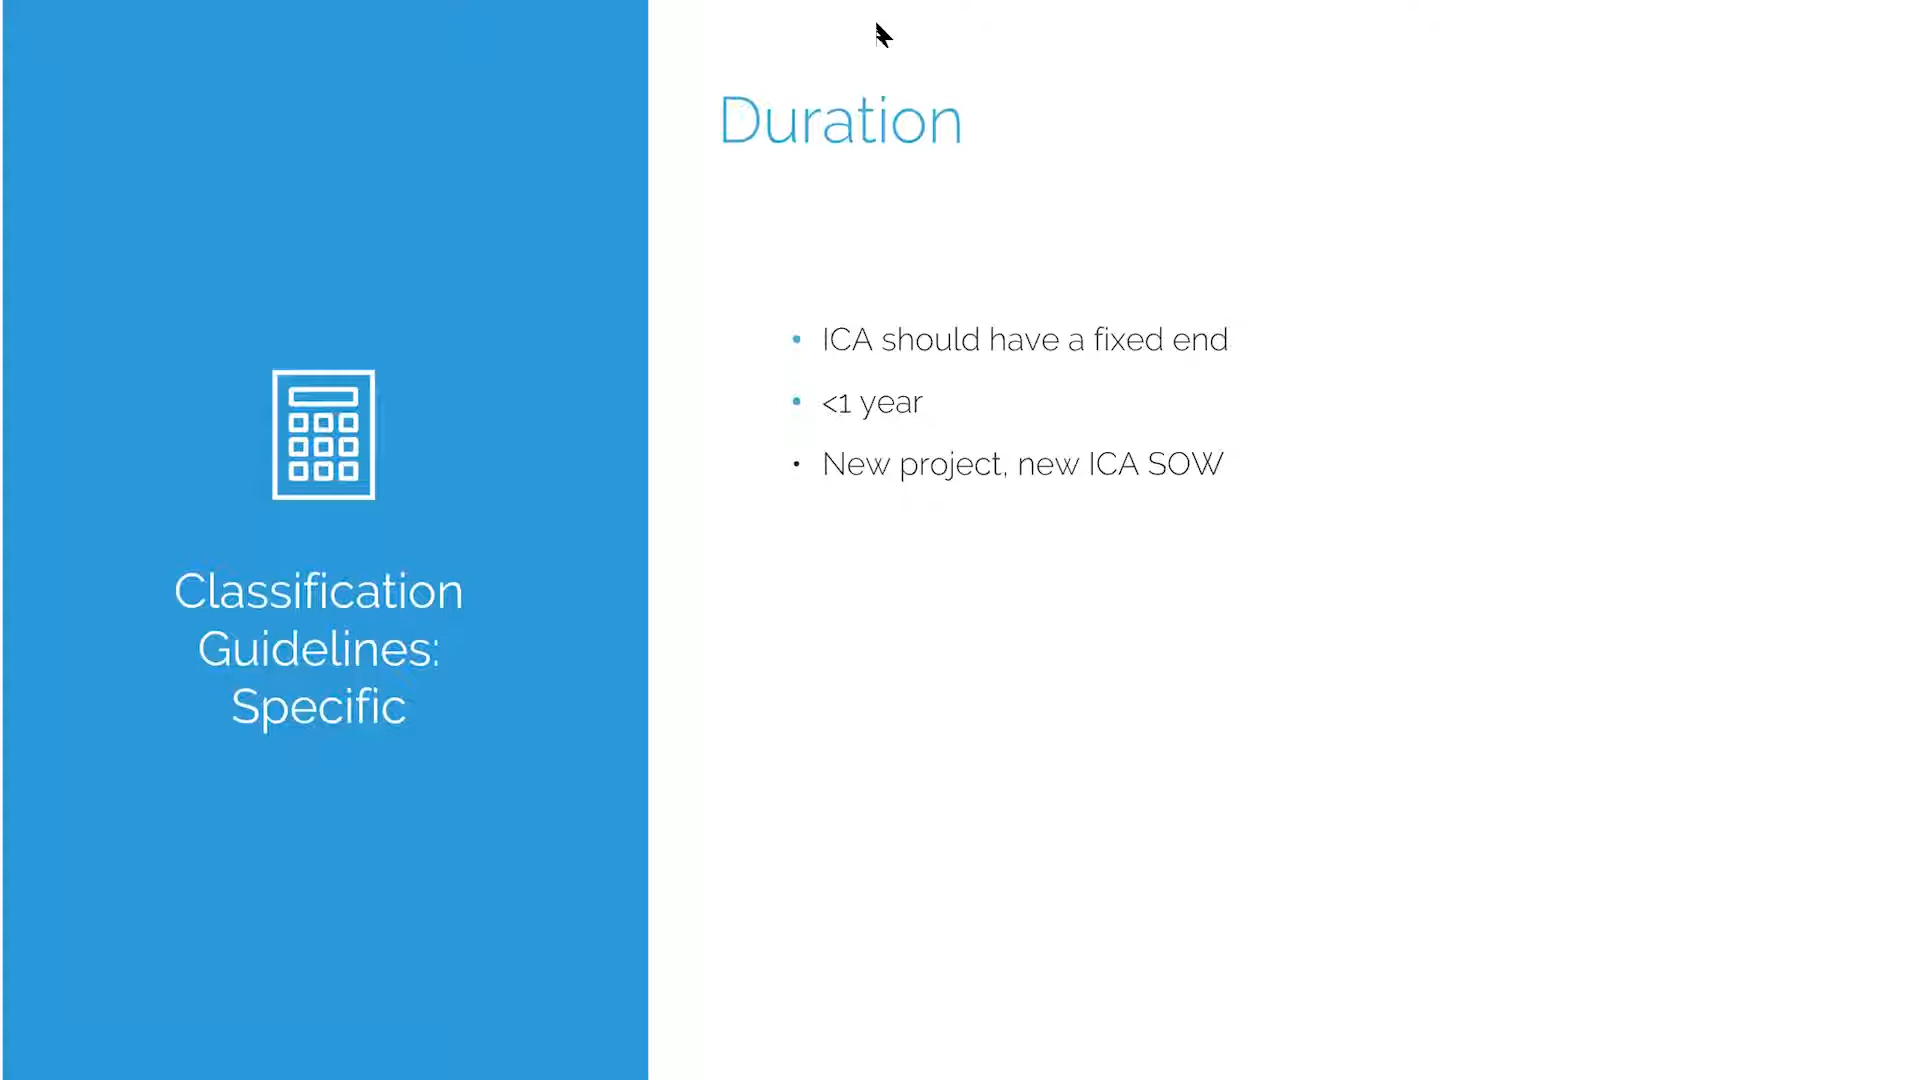 Classification
Guidelines:
Specific
Duration
• ICA should have a fixed end
• <1 year
• New project, new ICA SOW